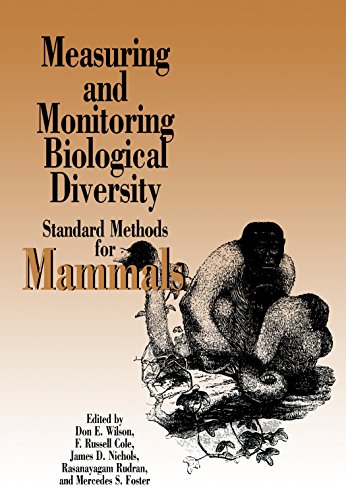 Measuring
and
Monitoring
Biological
Diversity
Standard Methods
for
Mammals
Edited by
Don E. Wilson,
F. Russell Cole,
James D. Nichols,
Rasanayagam Rudran,
and Mercedes S. Foster